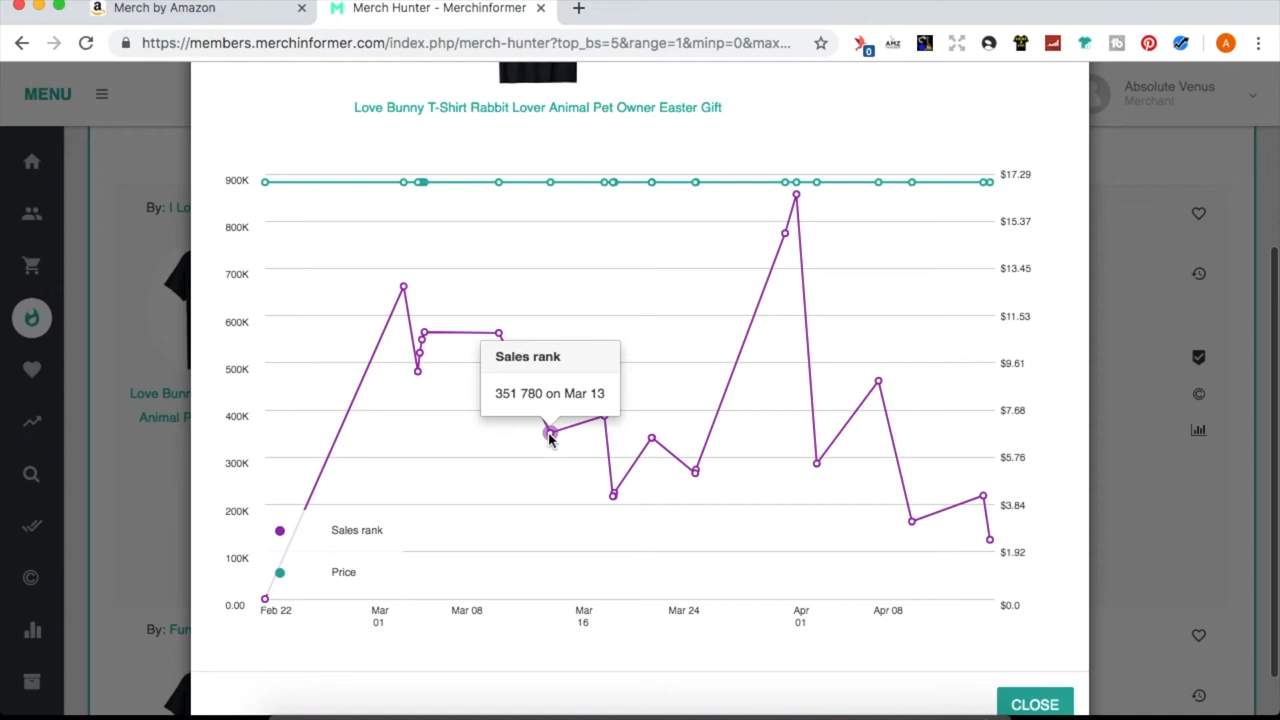 Merch by Amazon
Merch Hunter - Merchinformer
https://members.merchinformer.com/index.php/merch-hunter?top_bs=5&range=1&minp=0&max...
0
AMZ
A
MENU
Absolute Venus
Merchant
Love Bunny T-Shirt Rabbit Lover Animal Pet Owner Easter Gift
900K
$17.29
By: I Lo
800K
$15.37
700K
$13.45
600K
$11.53
Sales rank
500K
$9.61
351 780 on Mar 13
Love Bunn
Animal P
400K
$7.68
300K
$5.76
200K
$3.84
Sales rank
100K
$1.92
Price
0.00
$0.0
Feb 22
Mar
01
Mar 08
Mar
16
Mar 24
Apr
01
Apr 08
By: Fun
CLOSE